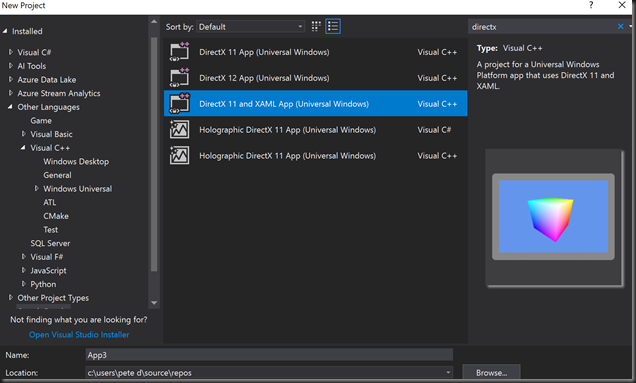 New Project
? ×
Installed
Sort by: Default
directx
Visual C#
AI Tools
Azure Data Lake
Azure Stream Analytics
Other Languages
Game
Visual Basic
Visual C++
Windows Desktop
General
Windows Universal
ATL
CMake
Test
SQL Server
Visual F#
JavaScript
Python
Other Project Types
Not finding what you are looking for?
Open Visual Studio Installer
DirectX 11 App (Universal Windows) Visual C++
DirectX 12 App (Universal Windows) Visual C++
DirectX 11 and XAML App (Universal Windows) Visual C++
Holographic DirectX 11 App (Universal Windows) Visual C#
Holographic DirectX 11 App (Universal Windows) Visual C++
Type: Visual C++
A project for a Universal Windows
Platform app that uses DirectX 11 and
XAML.
Name: App3
Location: c:\users\pete d\source\repos
Browse...